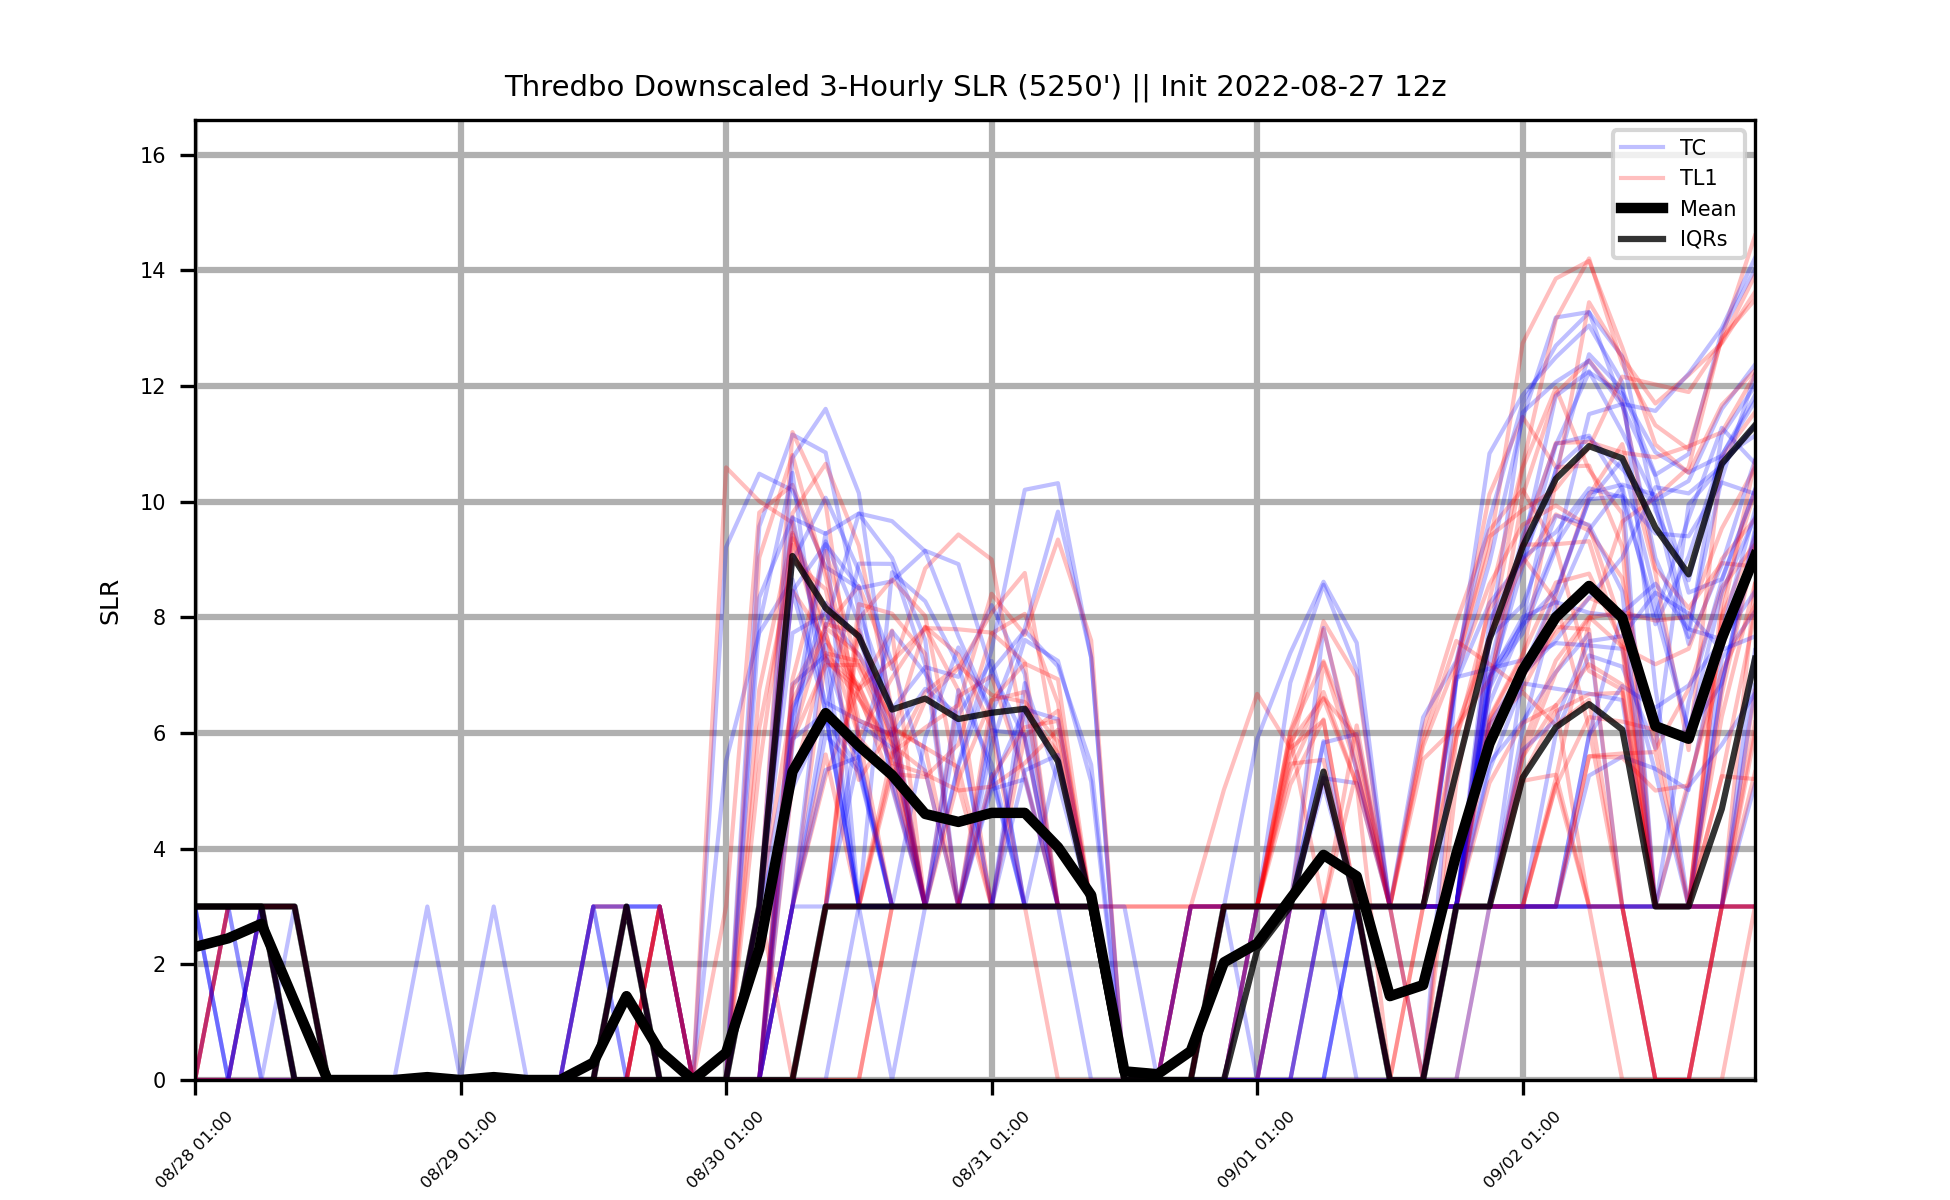 Thredbo Downscaled 3-Hourly SLR (5250') || Init 2022-08-27 12z
TC
TL1
Mean
IQRs
SLR
16
14
12
10
8
6
4
2
0
08/28 01:00
08/29 01:00
08/30 01:00
08/31 01:00
09/01 01:00
09/02 01:00